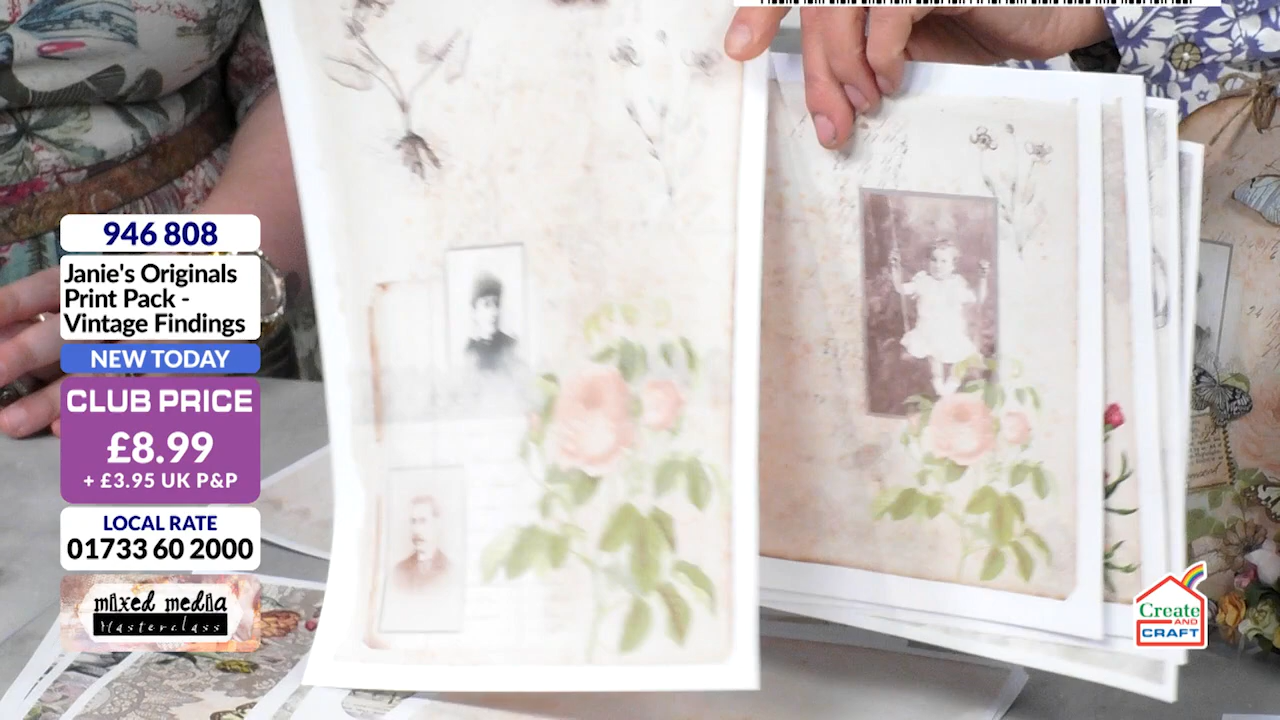 946 808
Janie's Originals
Print Pack -
Vintage Findings
NEW TODAY
CLUB PRICE
£8.99
+ £3.95 UK P&P
LOCAL RATE
01733 60 2000
mixed media
Masterclass
Create
AND
CRAFT